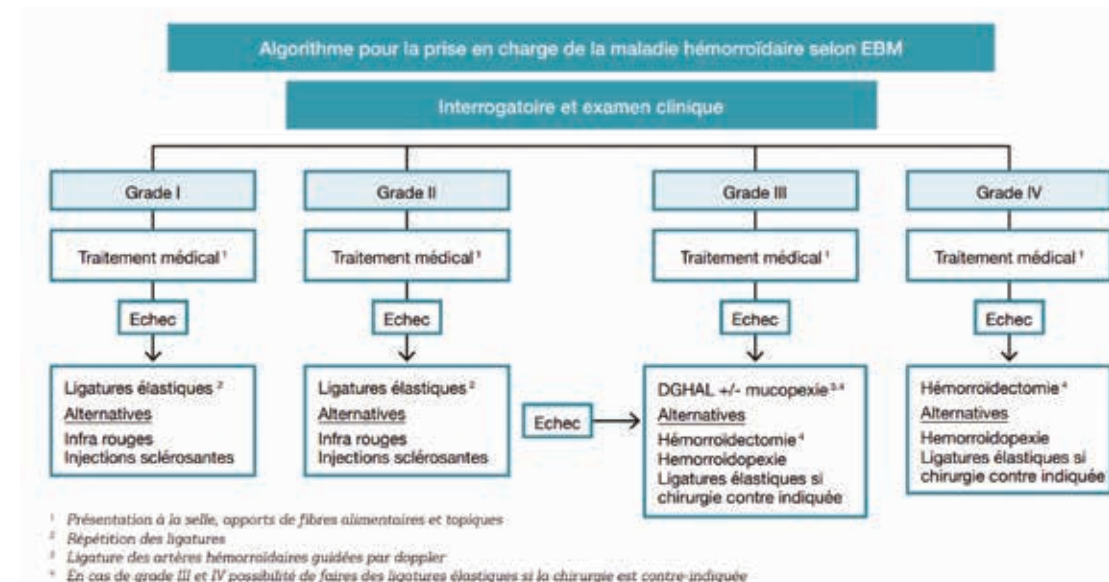 Algorithme pour la prise en charge de la maladie hémorroïdaire selon EBM
Interrogatoire et examen clinique
Grade I
Grade II
Grade III
Grade IV
Traitement médical ¹
Traitement médical ¹
Traitement médical ¹
Traitement médical ¹
Echec
Echec
Echec
Echec
Ligatures élastiques ²
Alternatives
Infra rouges
Injections sclérosantes
Ligatures élastiques ²
Alternatives
Infra rouges
Injections sclérosantes
Echec
DGHAL +/- mucopexie ³,⁴
Alternatives
Hémorroïdectomie ⁴
Hemorroidopexie
Ligatures élastiques si
chirurgie contre indiquée
Hémorroïdectomie ⁴
Alternatives
Hemorroidopexie
Ligatures élastiques si
chirurgie contre indiquée
¹ Présentation à la selle, apports de fibres alimentaires et topiques
² Répétition des ligatures
³ Ligature des artères hémorroïdaires guidées par doppler
⁴ En cas de grade III et IV possibilité de faires des ligatures élastiques si la chirurgie est contre-indiquée